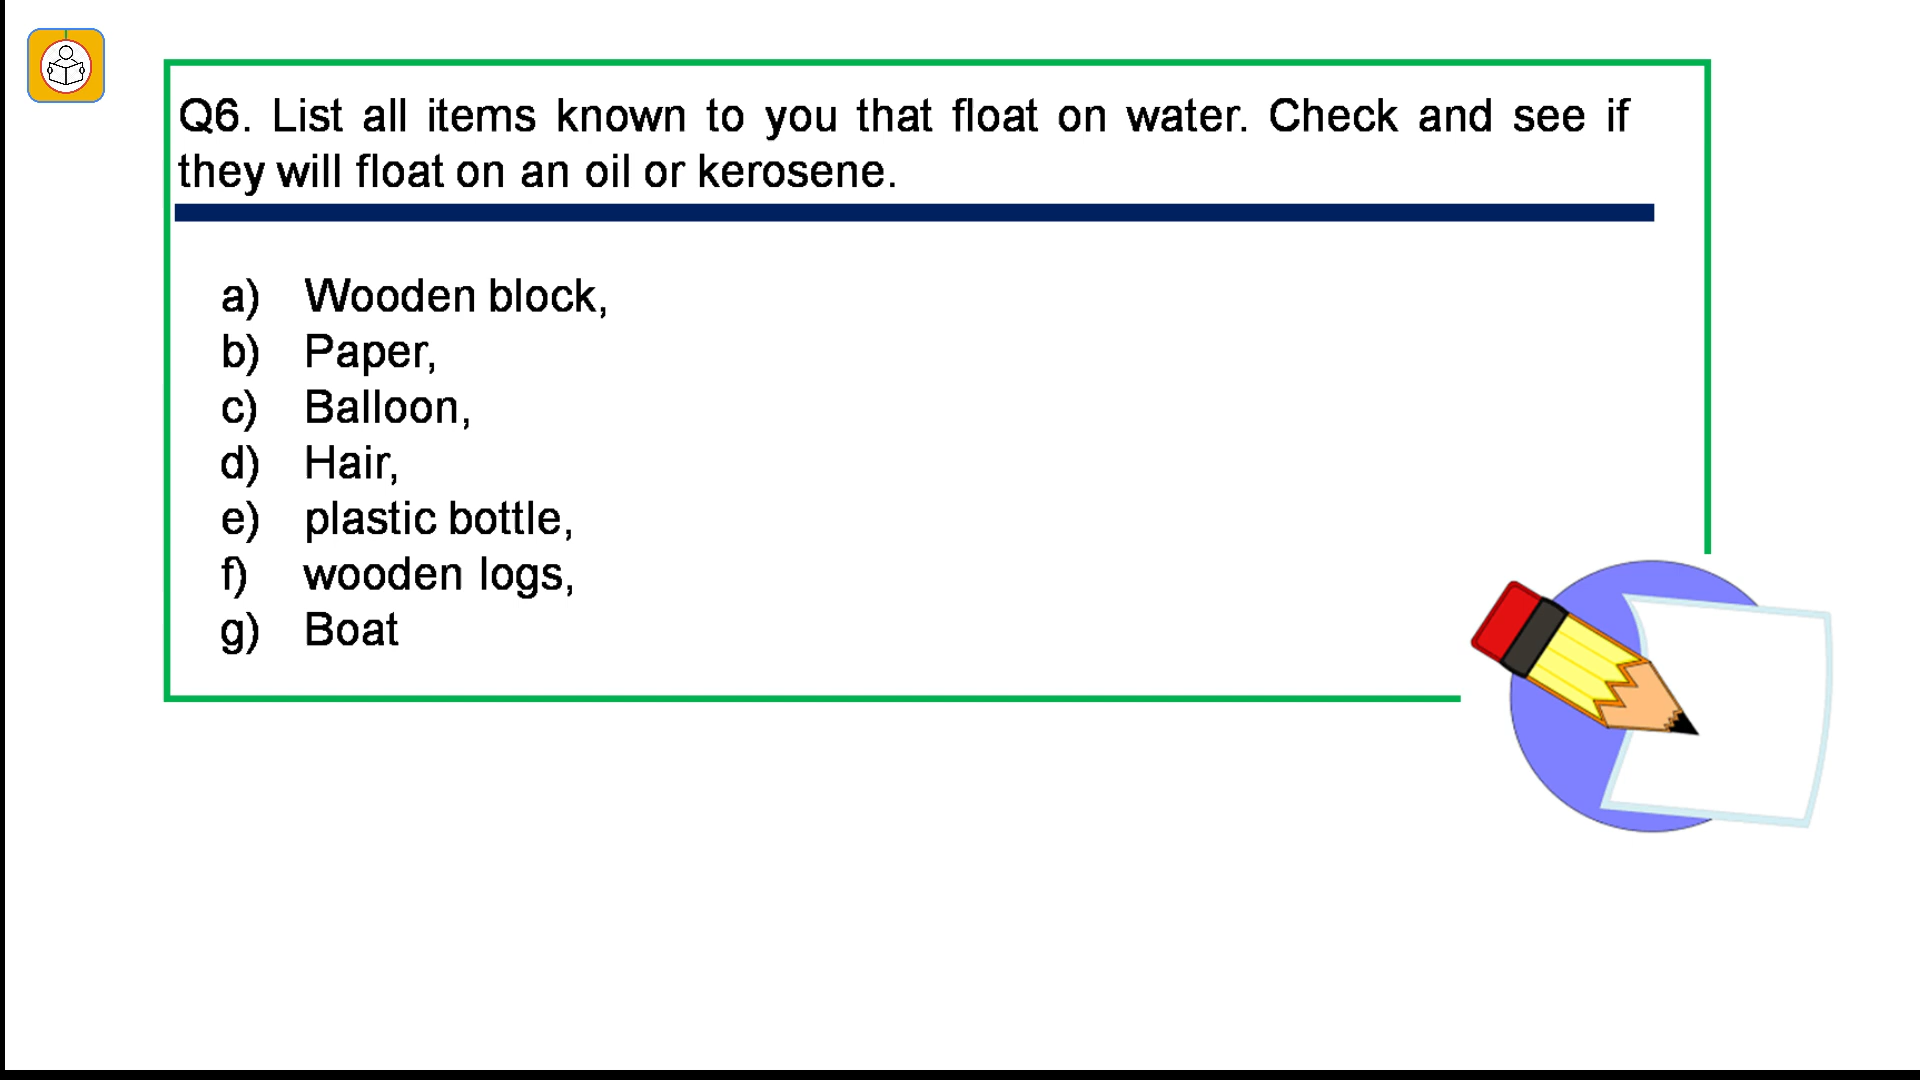 Q6. List all items known to you that float on water. Check and see if
they will float on an oil or kerosene.
a) Wooden block,
b) Paper,
c) Balloon,
d) Hair,
e) plastic bottle,
f) wooden logs,
g) Boat